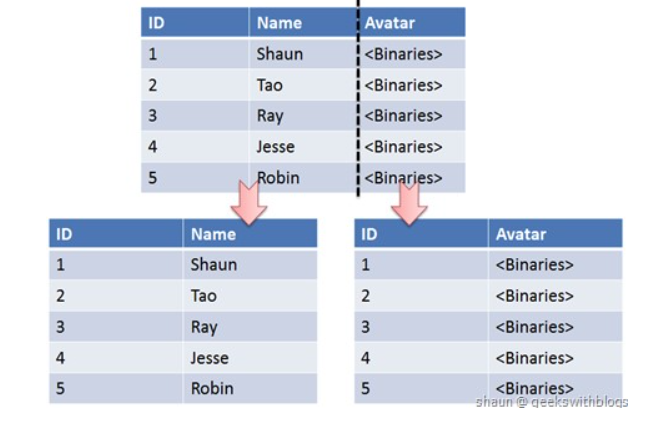 ID Name Avatar
1 Shaun <Binaries>
2 Tao <Binaries>
3 Ray <Binaries>
4 Jesse <Binaries>
5 Robin <Binaries>
ID Name
1 Shaun
2 Tao
3 Ray
4 Jesse
5 Robin
ID Avatar
1 <Binaries>
2 <Binaries>
3 <Binaries>
4 <Binaries>
5 <Binaries>
shaun @ geekswithblogs